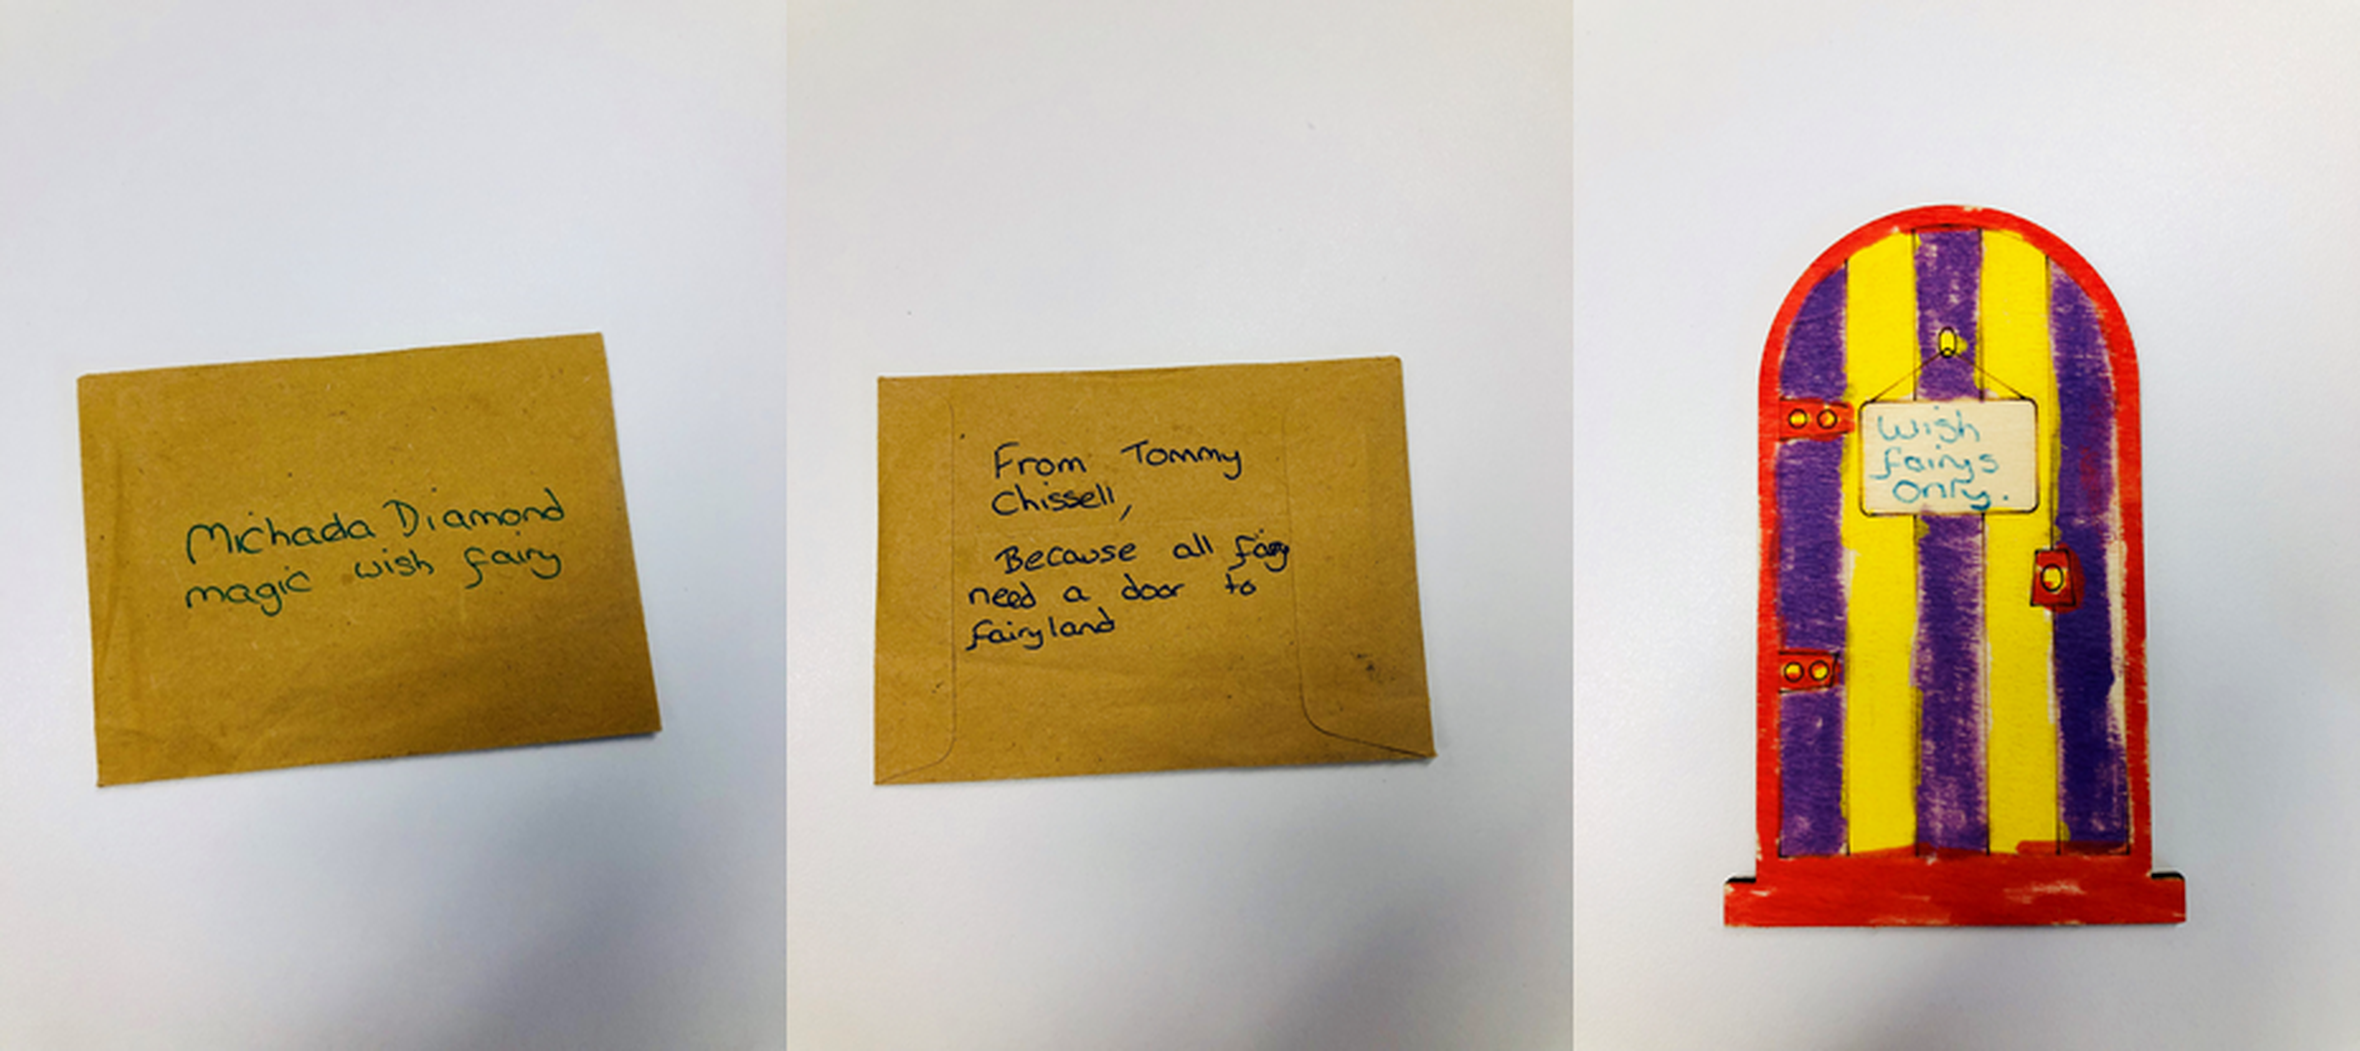 Michaela Diamond
magic wish fairy
From Tommy
Chissell,
Because all fairy
need a door to
fairyland
Wish
fairys
Only.